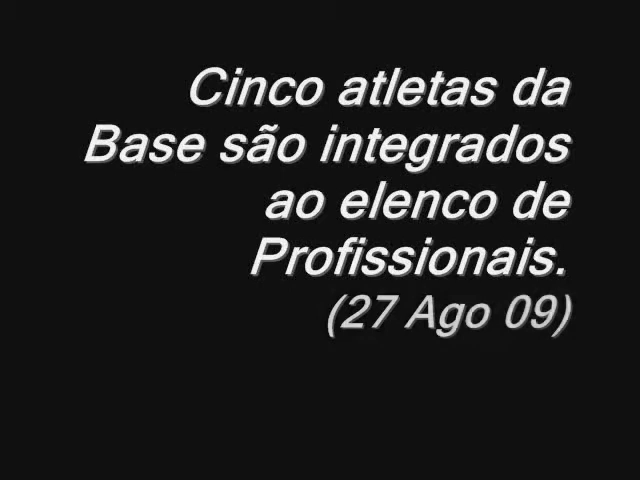 Cinco atletas da
Base são integrados
ao elenco de
Profissionais.
(27 Ago 09)